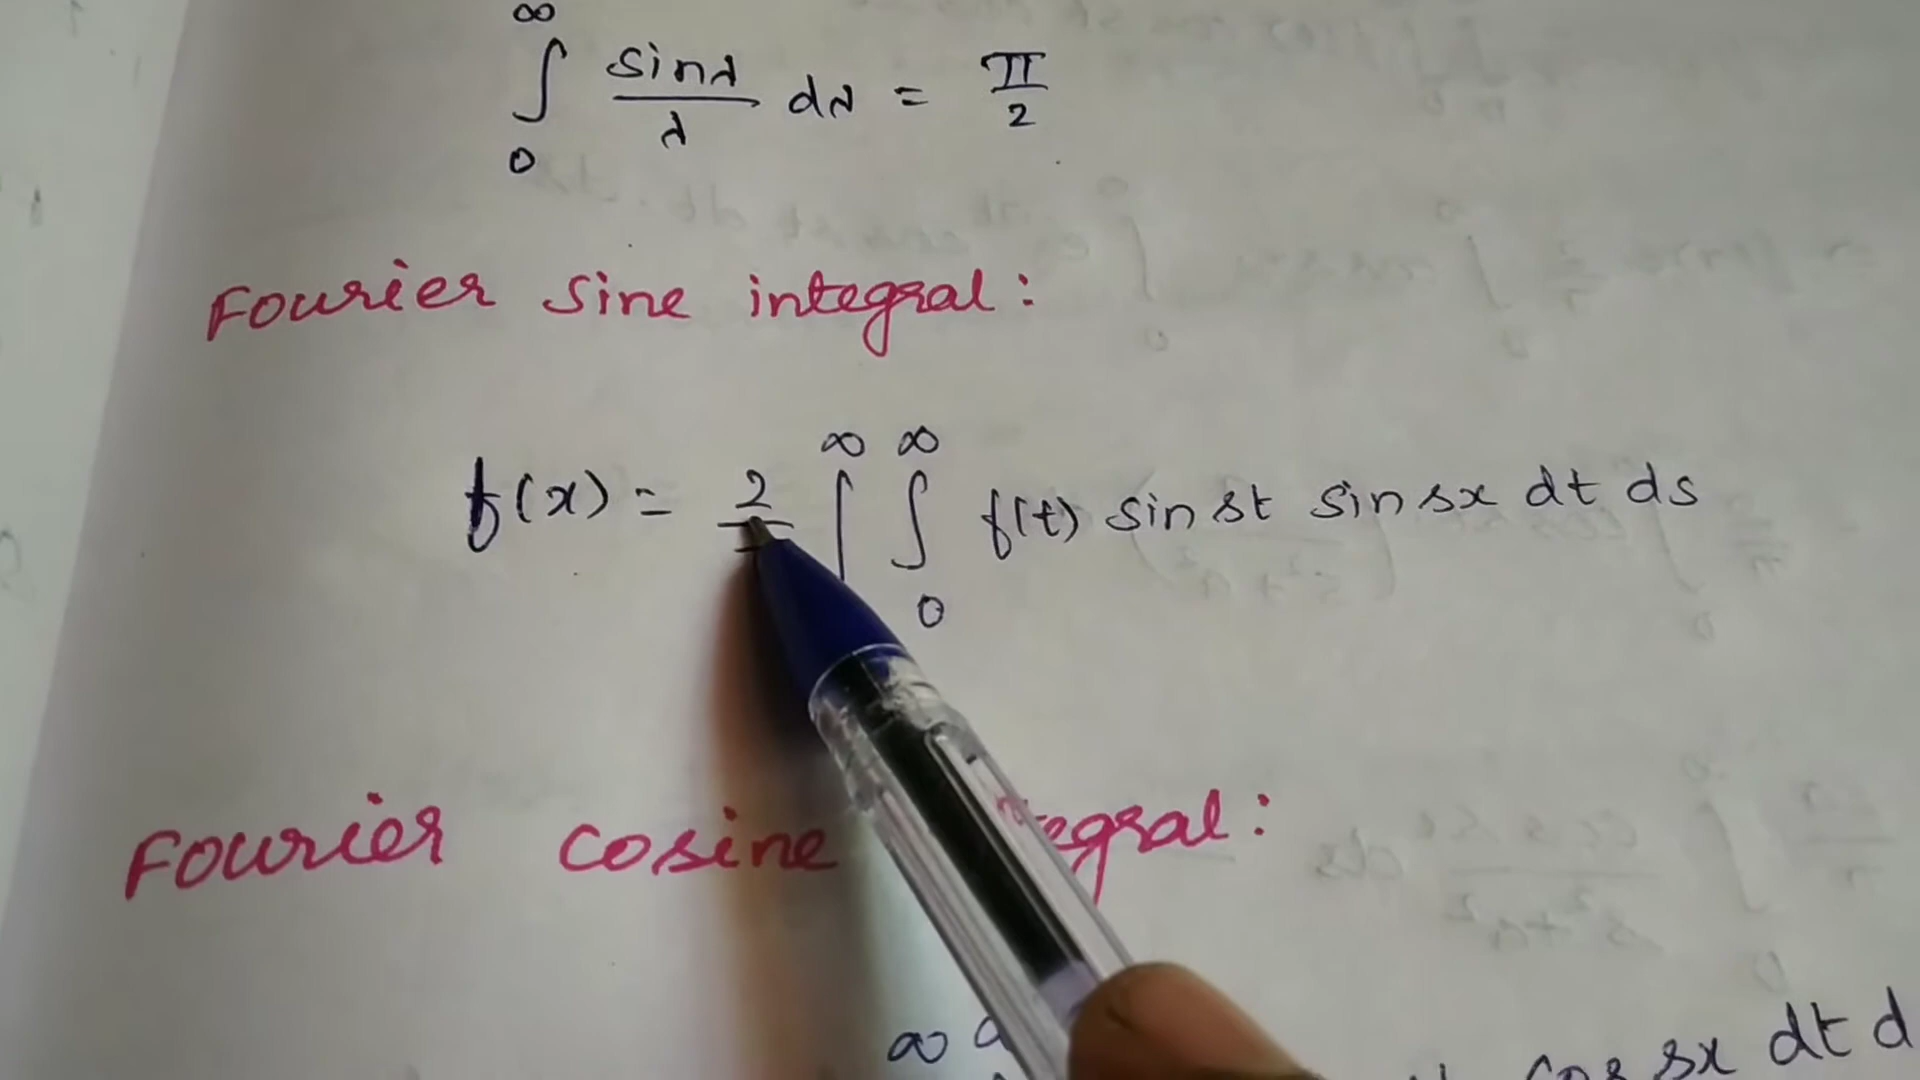 ∞
∫ sinλ/λ dλ = π/2
0
Fourier sine integral:
∞ ∞
f(x) = 2/ ∫ ∫ f(t) sin st sin sx dt ds
0
Fourier cosine
∞
cos sx dt d